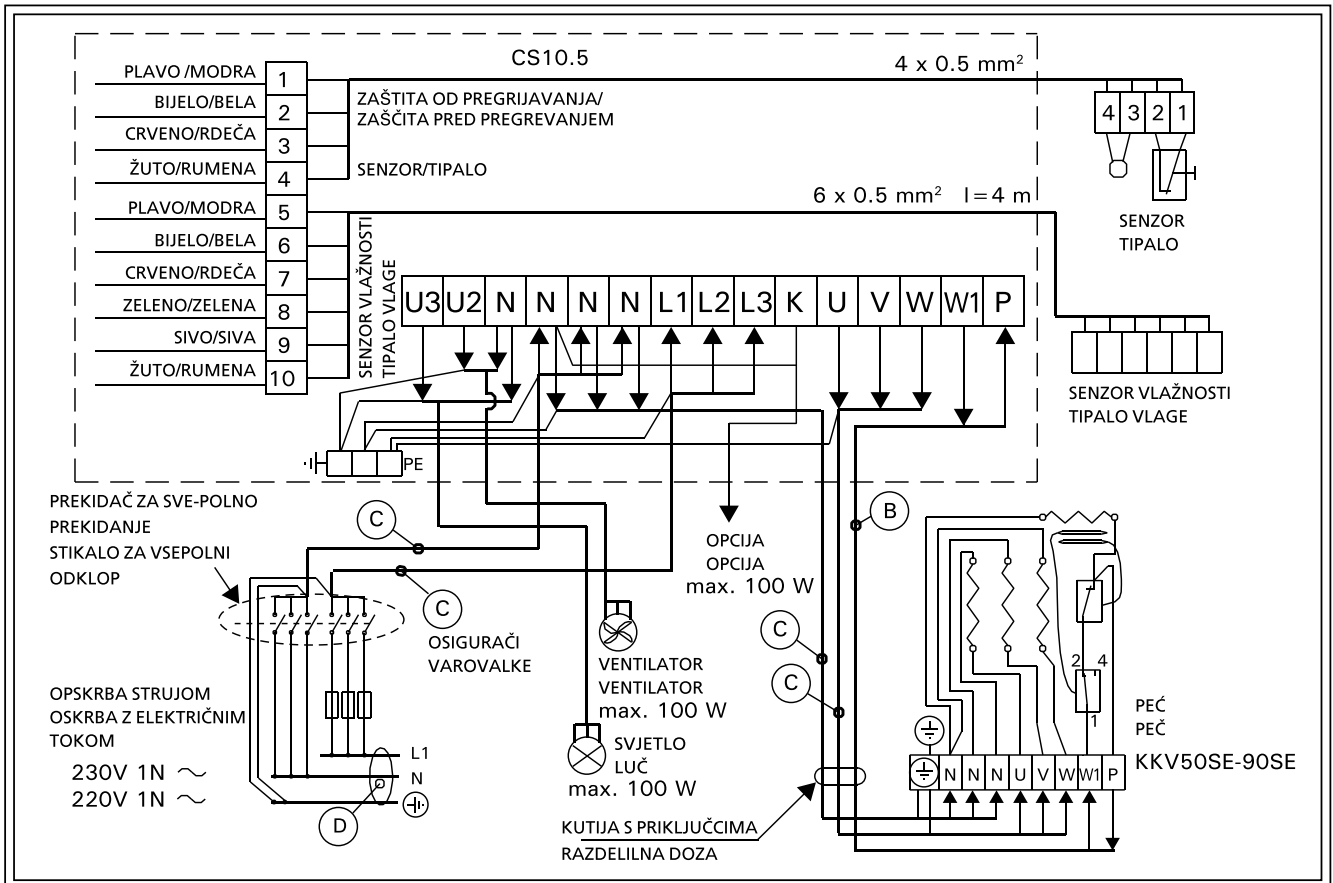 CS10.5
4 x 0.5 mm²
PLAVO /MODRA 1
BIJELO/BELA 2
CRVENO/RDEČA 3
ŽUTO/RUMENA 4
PLAVO/MODRA 5
BIJELO/BELA 6
CRVENO/RDEČA 7
ZELENO/ZELENA 8
SIVO/SIVA 9
ŽUTO/RUMENA 10
ZAŠTITA OD PREGRIJAVANJA/
ZAŠČITA PRED PREGREVANJEM
SENZOR/TIPALO
4 3 2 1
SENZOR
TIPALO
6 x 0.5 mm² l=4 m
SENZOR VLAŽNOSTI
TIPALO VLAGE
U3 U2 N N N N L1 L2 L3 K U V W W1 P
SENZOR VLAŽNOSTI
TIPALO VLAGE
PE
PREKIDAČ ZA SVE-POLNO
PREKIDANJE
STIKALO ZA VSEPOLNI
ODKLOP
C
C
B
OPCIJA
OPCIJA
max. 100 W
OSIGURAČI
VAROVALKE
C
C
VENTILATOR
VENTILATOR
max. 100 W
OPSKRBA STRUJOM
OSKRBA Z ELEKTRIČNIM
TOKOM
230V 1N ~
220V 1N ~
L1
N
D
SVJETLO
LUČ
max. 100 W
2 4
1
PEĆ
PEČ
KKV50SE-90SE
N N N U V W W1 P
KUTIJA S PRIKLJUČCIMA
RAZDELILNA DOZA